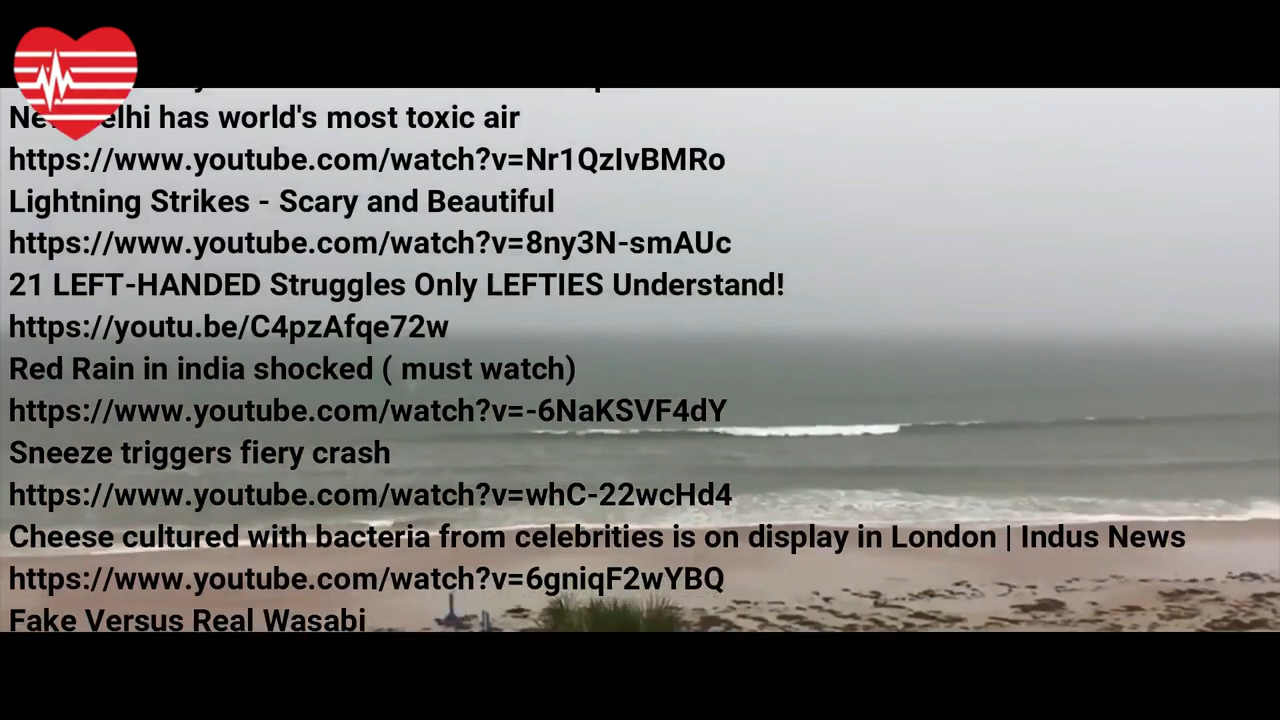 has world's most toxic air
https://www.youtube.com/watch?v=Nr1QzIvBMRo
Lightning Strikes - Scary and Beautiful
https://www.youtube.com/watch?v=8ny3N-smAUc
21 LEFT-HANDED Struggles Only LEFTIES Understand!
https://youtu.be/C4pzAfqe72w
Red Rain in india shocked ( must watch)
https://www.youtube.com/watch?v=-6NaKSVF4dY
Sneeze triggers fiery crash
https://www.youtube.com/watch?v=whC-22wcHd4
Cheese cultured with bacteria from celebrities is on display in London | Indus News
https://www.youtube.com/watch?v=6gniqF2wYBQ
Fake Versus Real Wasabi